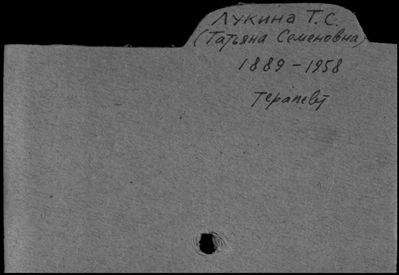 Лукина Т.С.
(Татьяна Семеновна)
1889-1958
Терапевт